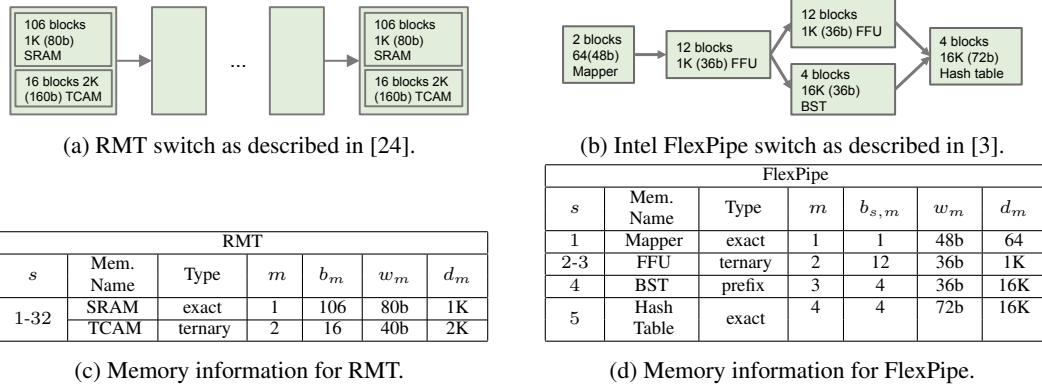 106 blocks
1K (80b)
SRAM
16 blocks 2K
(160b) TCAM
...
106 blocks
1K (80b)
SRAM
16 blocks 2K
(160b) TCAM
(a) RMT switch as described in [24].
2 blocks
64(48b)
Mapper
12 blocks
1K (36b) FFU
12 blocks
1K (36b) FFU
4 blocks
16K (36b)
BST
4 blocks
16K (72b)
Hash table
(b) Intel FlexPipe switch as described in [3].
RMT
s Mem. Name Type m b_m w_m d_m
1-32 SRAM exact 1 106 80b 1K
TCAM ternary 2 16 40b 2K
(c) Memory information for RMT.
FlexPipe
s Mem. Name Type m b_{s,m} w_m d_m
1 Mapper exact 1 1 48b 64
2-3 FFU ternary 2 12 36b 1K
4 BST prefix 3 4 36b 16K
5 Hash Table exact 4 4 72b 16K
(d) Memory information for FlexPipe.